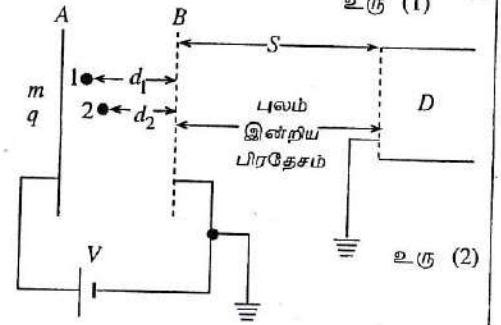 உரு (1)
A B
S
1 d₁
m
q
2 d₂
D
புலம்
இன்றிய
பிரதேசம்
V
உரு (2)